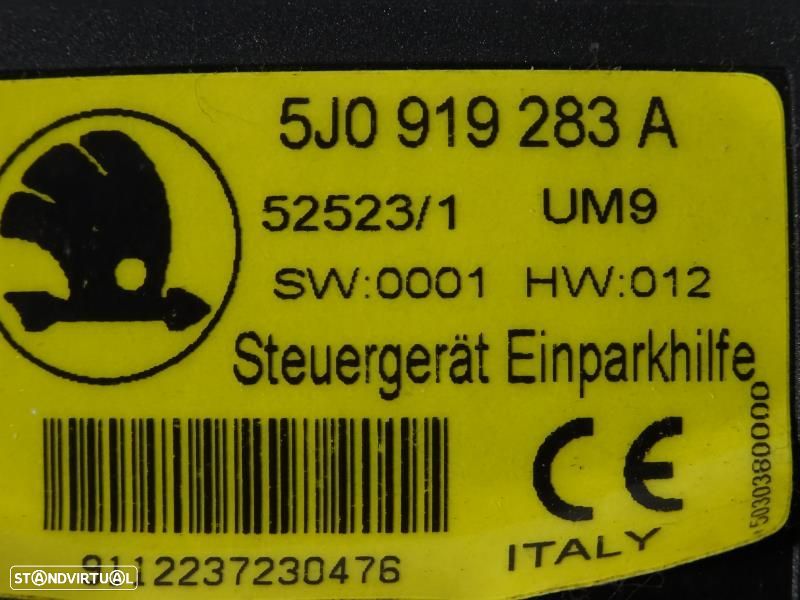 5J0 919 283 A
52523/1 UM9
SW:0001 HW:012
Steuergerät Einparkhilfe
CE
ITALY
5030380000
9112237230476
STANDVIRTUAL